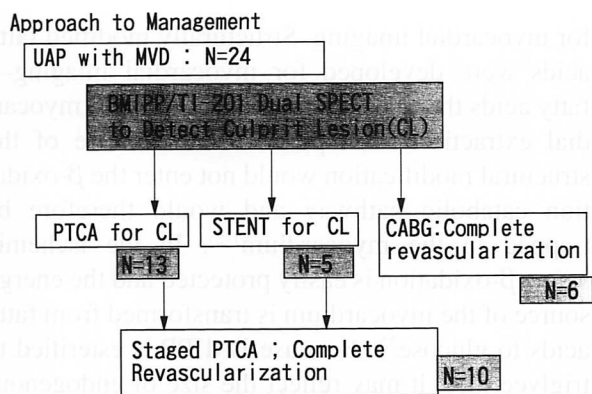 Approach to Management
UAP with MVD : N=24
BMIPP/Tl-201 Dual SPECT
to Detect Culprit Lesion(CL)
PTCA for CL
N=13
STENT for CL
N=5
CABG:Complete
revascularization
N=6
Staged PTCA ; Complete
Revascularization
N=10